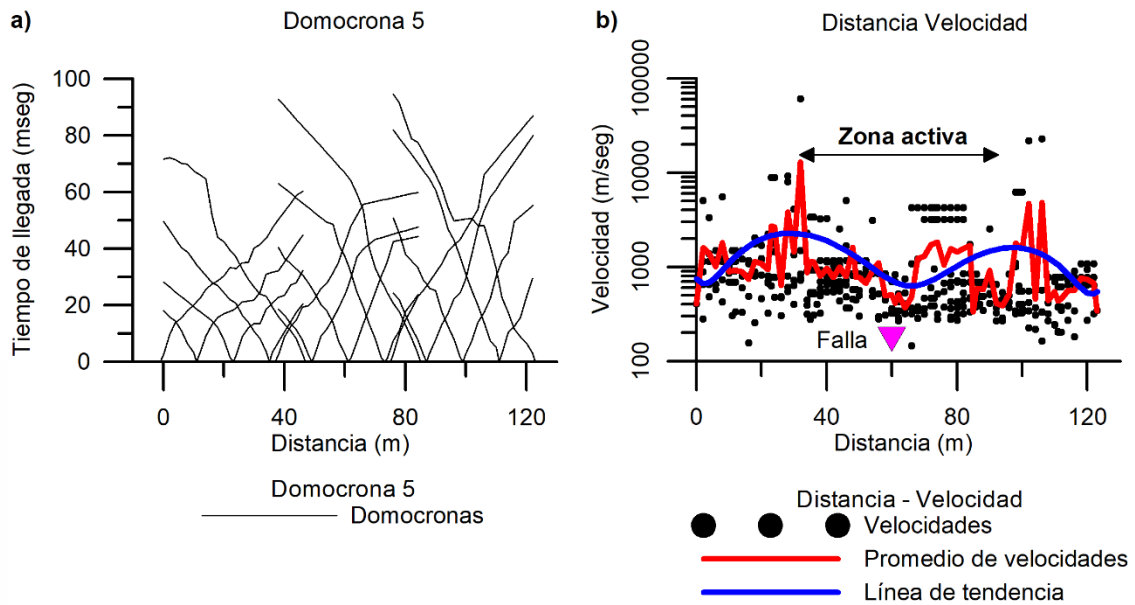 a)
Domocrona 5
Tiempo de llegada (mseg)
100
80
60
40
20
0
0 40 80 120
Distancia (m)
Domocrona 5
Domocronas
b)
Distancia Velocidad
Velocidad (m/seg)
100000
10000
1000
100
Zona activa
Falla
0 40 80 120
Distancia (m)
Distancia - Velocidad
Velocidades
Promedio de velocidades
Línea de tendencia